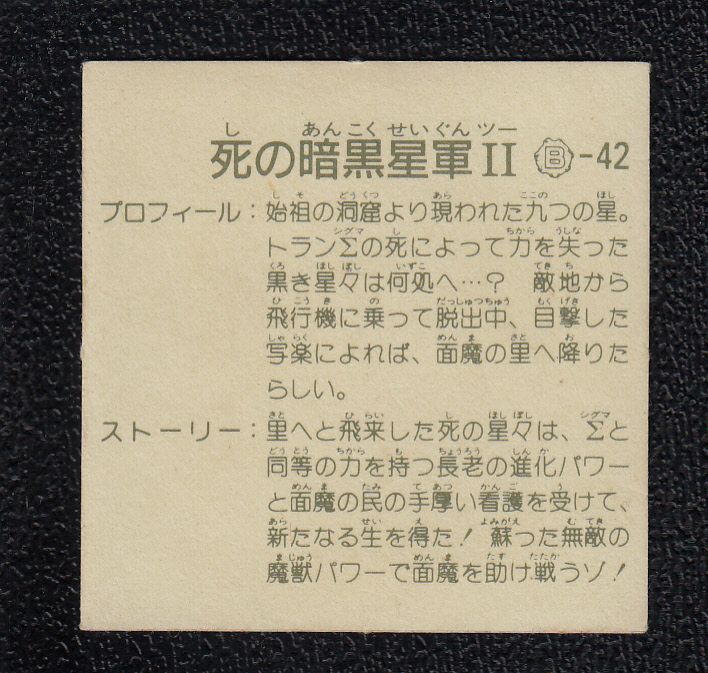 死の暗黒星軍II Ⓑ-42
プロフィール：始祖の洞窟より現われた九つの星。
トランΣの死によって力を失った
黒き星々は何処へ…？ 敵地から
飛行機に乗って脱出中、目撃した
写楽によれば、面魔の里へ降りた
らしい。
ストーリー：里へと飛来した死の星々は、Σと
同等の力を持つ長老の進化パワー
と面魔の民の手厚い看護を受けて、
新たなる生を得た！ 蘇った無敵の
魔獣パワーで面魔を助け戦うゾ！